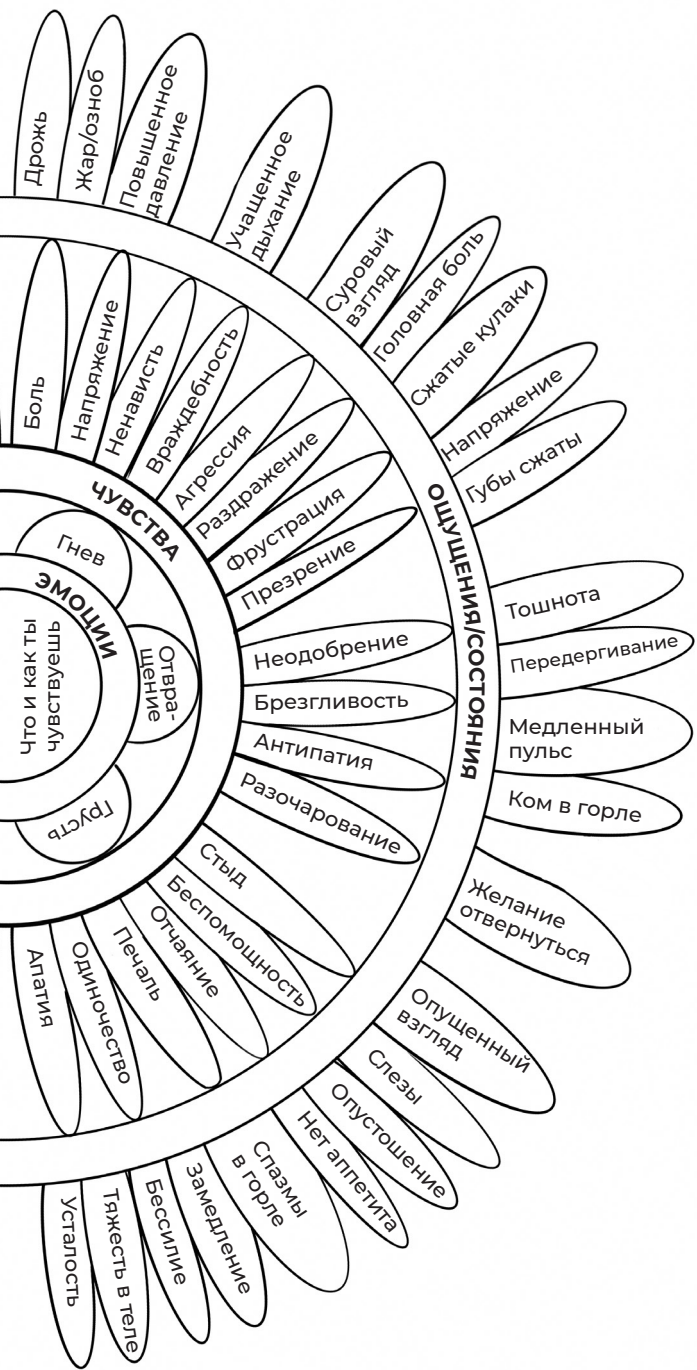 Дрожь
Жар/озноб
Повышенное
давление
Учащенное
дыхание
Суровый
взгляд
Головная боль
Сжатые кулаки
Напряжение
Губы сжаты
Тошнота
Передергивание
Медленный
пульс
Ком в горле
Желание
отвернуться
Опущенный
взгляд
Слезы
Опустошение
Нет аппетита
Спазмы
в горле
Замедление
Бессилие
Тяжесть в теле
Усталость
ОЩУЩЕНИЯ/СОСТОЯНИЯ
Боль
Напряжение
Ненависть
Враждебность
Агрессия
Раздражение
Фрустрация
Презрение
Неодобрение
Брезгливость
Антипатия
Разочарование
Стыд
Беспомощность
Отчаяние
Печаль
Одиночество
Апатия
ЧУВСТВА
Гнев
Отвра-
щение
Грусть
ЭМОЦИИ
Что и как ты
чувствуешь